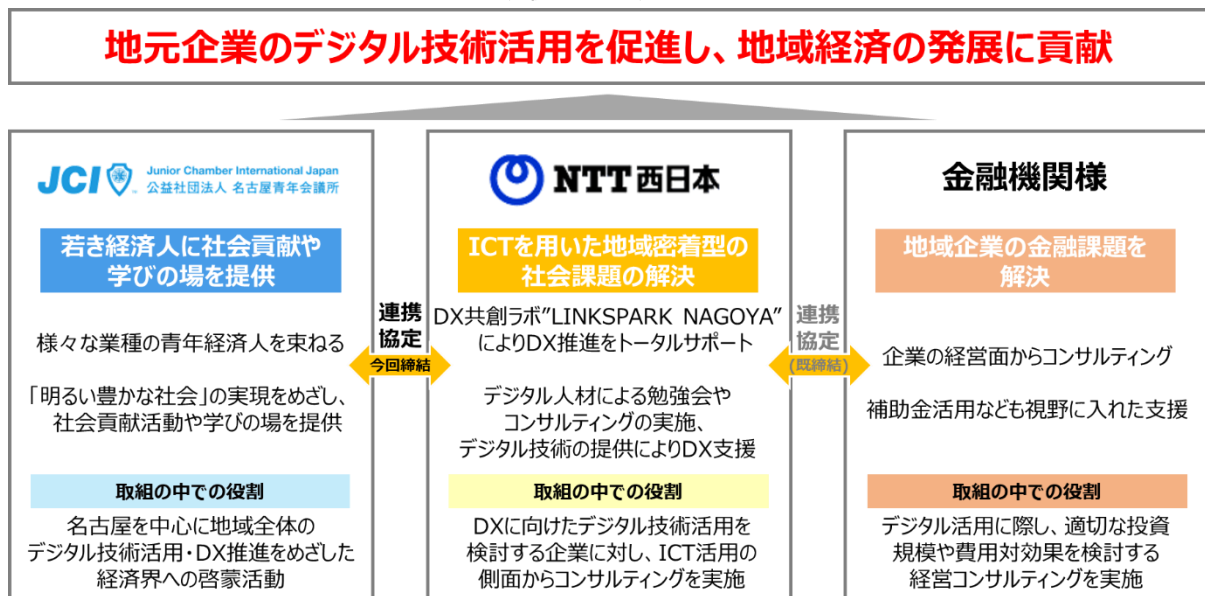 地元企業のデジタル技術活用を促進し、地域経済の発展に貢献
JCI
Junior Chamber International Japan
公益社団法人 名古屋青年会議所
若き経済人に社会貢献や
学びの場を提供
様々な業種の青年経済人を束ねる
「明るい豊かな社会」の実現をめざし、
社会貢献活動や学びの場を提供
取組の中での役割
名古屋を中心に地域全体の
デジタル技術活用・DX推進をめざした
経済界への啓蒙活動
連携
協定
今回締結
NTT西日本
ICTを用いた地域密着型の
社会課題の解決
DX共創ラボ”LINKSPARK NAGOYA”
によりDX推進をトータルサポート
デジタル人材による勉強会や
コンサルティングの実施、
デジタル技術の提供によりDX支援
取組の中での役割
DXに向けたデジタル技術活用を
検討する企業に対し、ICT活用の
側面からコンサルティングを実施
連携
協定
(既締結)
金融機関様
地域企業の金融課題を
解決
企業の経営面からコンサルティング
補助金活用なども視野に入れた支援
取組の中での役割
デジタル活用に際し、適切な投資
規模や費用対効果を検討する
経営コンサルティングを実施